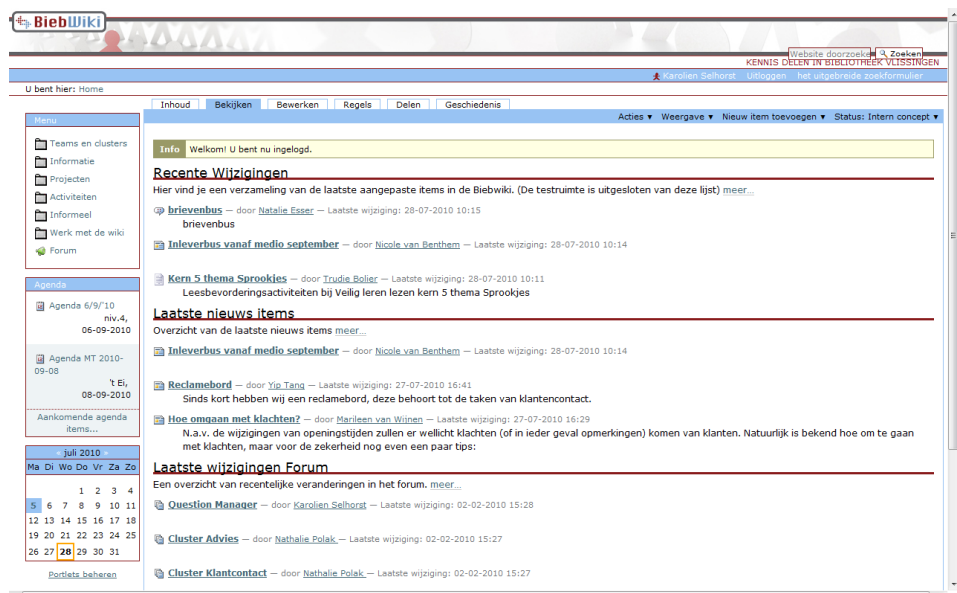 BiebWiki
Website doorzoeke Zoeken
KENNIS DELEN IN BIBLIOTHEEK VLISSINGEN
Karolien Selhorst Uitloggen het uitgebreide zoekformulier
U bent hier: Home
Inhoud Bekijken Bewerken Regels Delen Geschiedenis
Acties ▼ Weergave ▼ Nieuw item toevoegen ▼ Status: Intern concept ▼
Menu
Teams en clusters
Informatie
Projecten
Activiteiten
Informeel
Werk met de wiki
Forum
Agenda
Agenda 6/9/'10
niv.4,
06-09-2010
Agenda MT 2010-
09-08
't Ei,
08-09-2010
Aankomende agenda
items...
« juli 2010 »
Ma Di Wo Do Vr Za Zo
1 2 3 4
5 6 7 8 9 10 11
12 13 14 15 16 17 18
19 20 21 22 23 24 25
26 27 28 29 30 31
Portlets beheren
Info Welkom! U bent nu ingelogd.
Recente Wijzigingen
Hier vind je een verzameling van de laatste aangepaste items in de Biebwiki. (De testruimte is uitgesloten van deze lijst) meer...
brievenbus — door Natalie Esser — Laatste wijziging: 28-07-2010 10:15
brievenbus
Inleverbus vanaf medio september — door Nicole van Benthem — Laatste wijziging: 28-07-2010 10:14
Kern 5 thema Sprookjes — door Trudie Bolier — Laatste wijziging: 28-07-2010 10:11
Leesbevorderingsactiviteiten bij Veilig leren lezen kern 5 thema Sprookjes
Laatste nieuws items
Overzicht van de laatste nieuws items meer...
Inleverbus vanaf medio september — door Nicole van Benthem — Laatste wijziging: 28-07-2010 10:14
Reclamebord — door Yip Tang — Laatste wijziging: 27-07-2010 16:41
Sinds kort hebben wij een reclamebord, deze behoort tot de taken van klantencontact.
Hoe omgaan met klachten? — door Marileen van Wijnen — Laatste wijziging: 27-07-2010 16:29
N.a.v. de wijzigingen van openingstijden zullen er wellicht klachten (of in ieder geval opmerkingen) komen van klanten. Natuurlijk is bekend hoe om te gaan
met klachten, maar voor de zekerheid nog even een paar tips:
Laatste wijzigingen Forum
Een overzicht van recentelijke veranderingen in het forum. meer...
Question Manager — door Karolien Selhorst — Laatste wijziging: 02-02-2010 15:28
Cluster Advies — door Nathalie Polak — Laatste wijziging: 02-02-2010 15:27
Cluster Klantcontact — door Nathalie Polak — Laatste wijziging: 02-02-2010 15:27